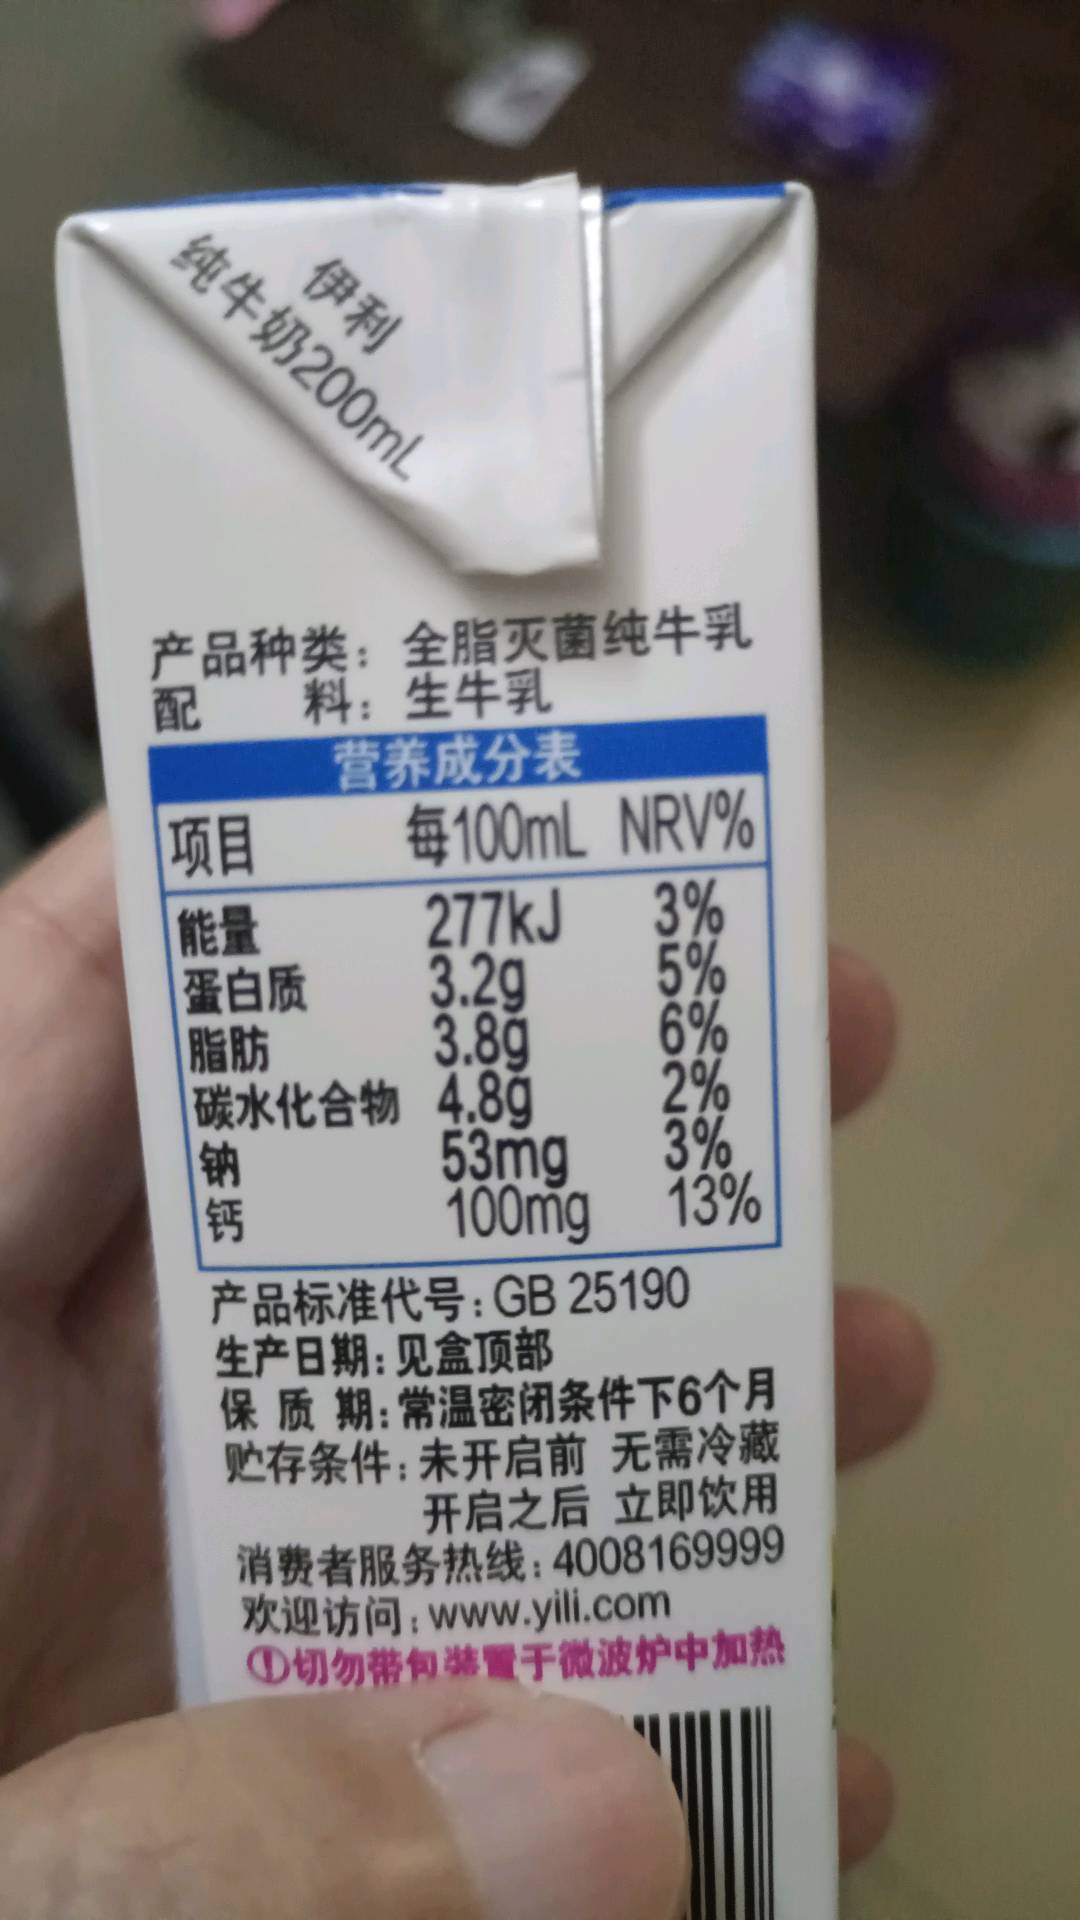 伊利
纯牛奶200mL
产品种类：全脂灭菌纯牛乳
配 料：生牛乳
营养成分表
项目 每100mL NRV%
能量 277kJ 3%
蛋白质 3.2g 5%
脂肪 3.8g 6%
碳水化合物 4.8g 2%
钠 53mg 3%
钙 100mg 13%
产品标准代号：GB 25190
生产日期：见盒顶部
保 质 期：常温密闭条件下6个月
贮存条件：未开启前 无需冷藏
开启之后 立即饮用
消费者服务热线：4008169999
欢迎访问：www.yili.com
①切勿带包装置于微波炉中加热